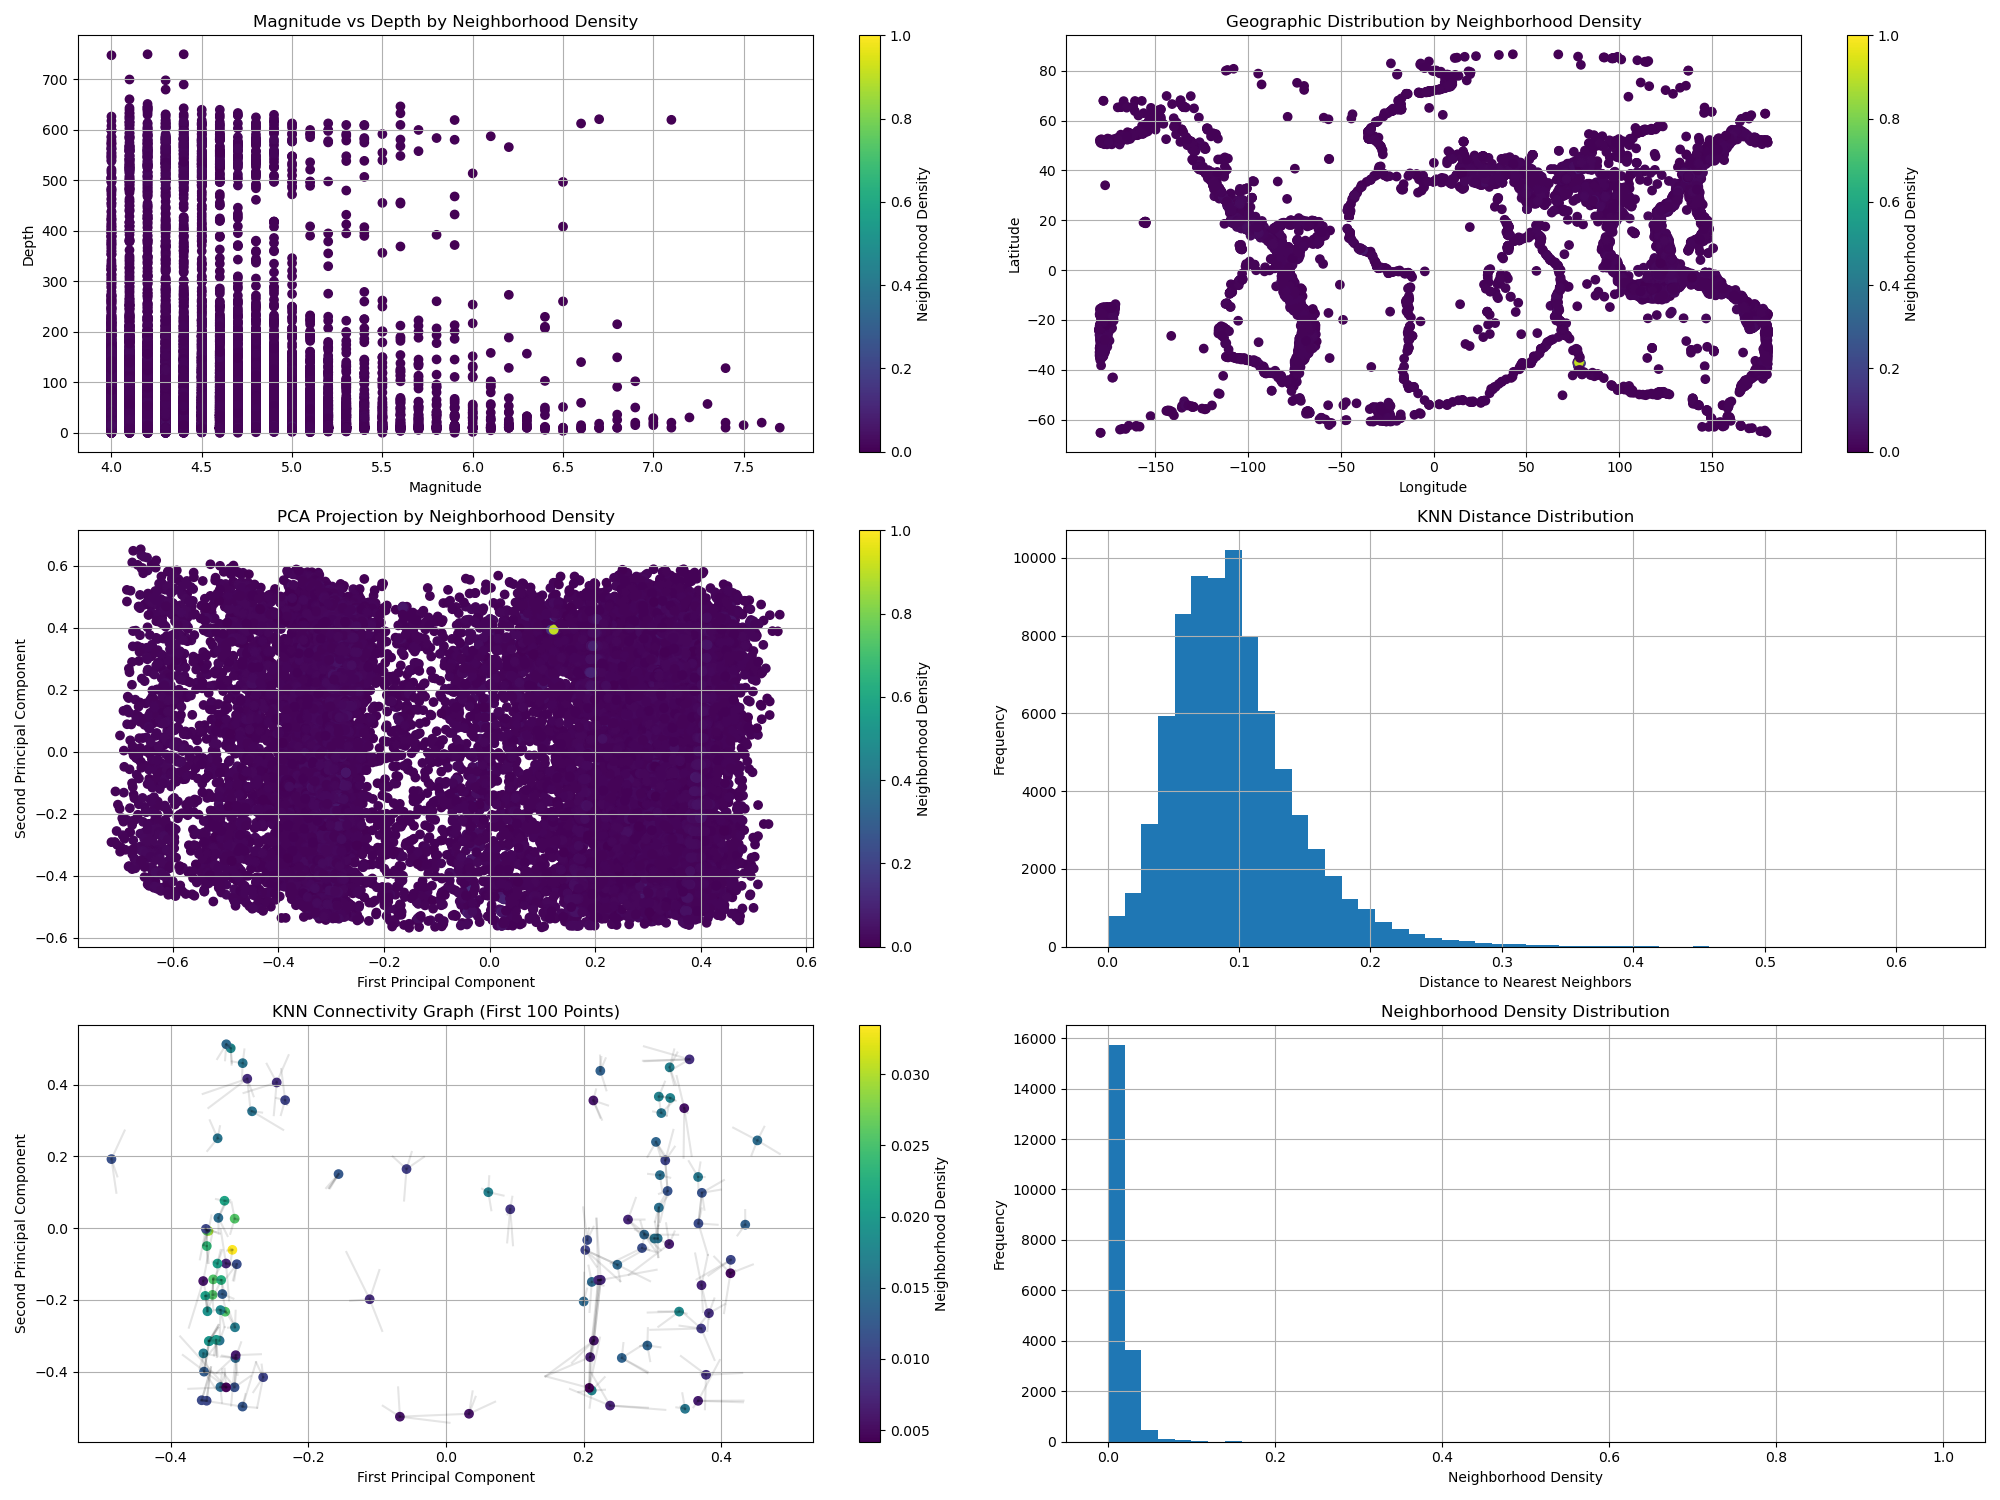 Magnitude vs Depth by Neighborhood Density
Depth
700
600
500
400
300
200
100
0
4.0 4.5 5.0 5.5 6.0 6.5 7.0 7.5
Magnitude
1.0
0.8
0.6
0.4
0.2
0.0
Neighborhood Density
Geographic Distribution by Neighborhood Density
Latitude
80
60
40
20
0
−20
−40
−60
−150 −100 −50 0 50 100 150
Longitude
1.0
0.8
0.6
0.4
0.2
0.0
Neighborhood Density
PCA Projection by Neighborhood Density
Second Principal Component
0.6
0.4
0.2
0.0
−0.2
−0.4
−0.6
−0.6 −0.4 −0.2 0.0 0.2 0.4 0.6
First Principal Component
1.0
0.8
0.6
0.4
0.2
0.0
Neighborhood Density
KNN Distance Distribution
Frequency
10000
8000
6000
4000
2000
0
0.0 0.1 0.2 0.3 0.4 0.5 0.6
Distance to Nearest Neighbors
KNN Connectivity Graph (First 100 Points)
Second Principal Component
0.4
0.2
0.0
−0.2
−0.4
−0.4 −0.2 0.0 0.2 0.4
First Principal Component
0.030
0.025
0.020
0.015
0.010
0.005
Neighborhood Density
Neighborhood Density Distribution
Frequency
16000
14000
12000
10000
8000
6000
4000
2000
0
0.0 0.2 0.4 0.6 0.8 1.0
Neighborhood Density